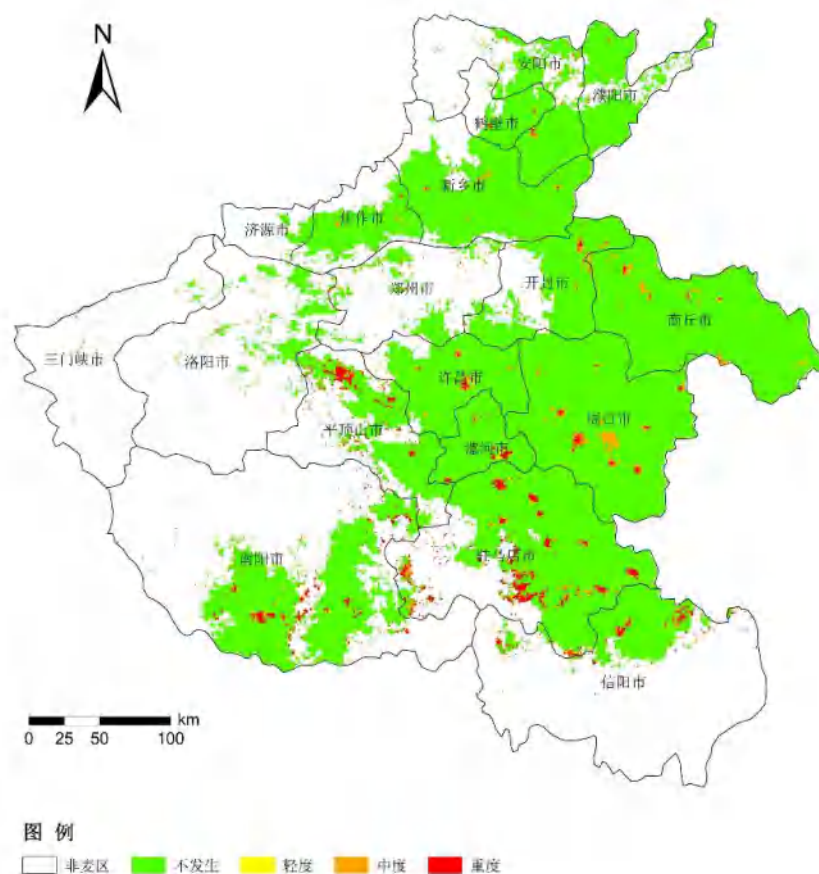 N
安阳市
濮阳市
鹤壁市
新乡市
济源市
焦作市
郑州市
开封市
商丘市
三门峡市
洛阳市
许昌市
周口市
平顶山市
漯河市
南阳市
驻马店市
信阳市
km
0 25 50 100
图 例
非麦区 不发生 轻度 中度 重度